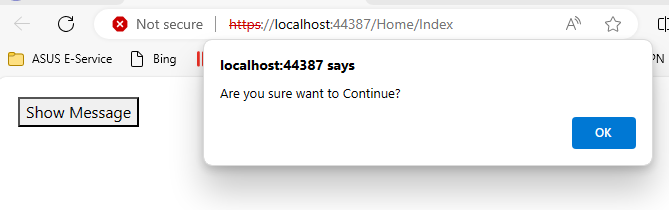 Not secure https://localhost:44387/Home/Index A
ASUS E-Service Bing PN
localhost:44387 says
Are you sure want to Continue?
OK
Show Message